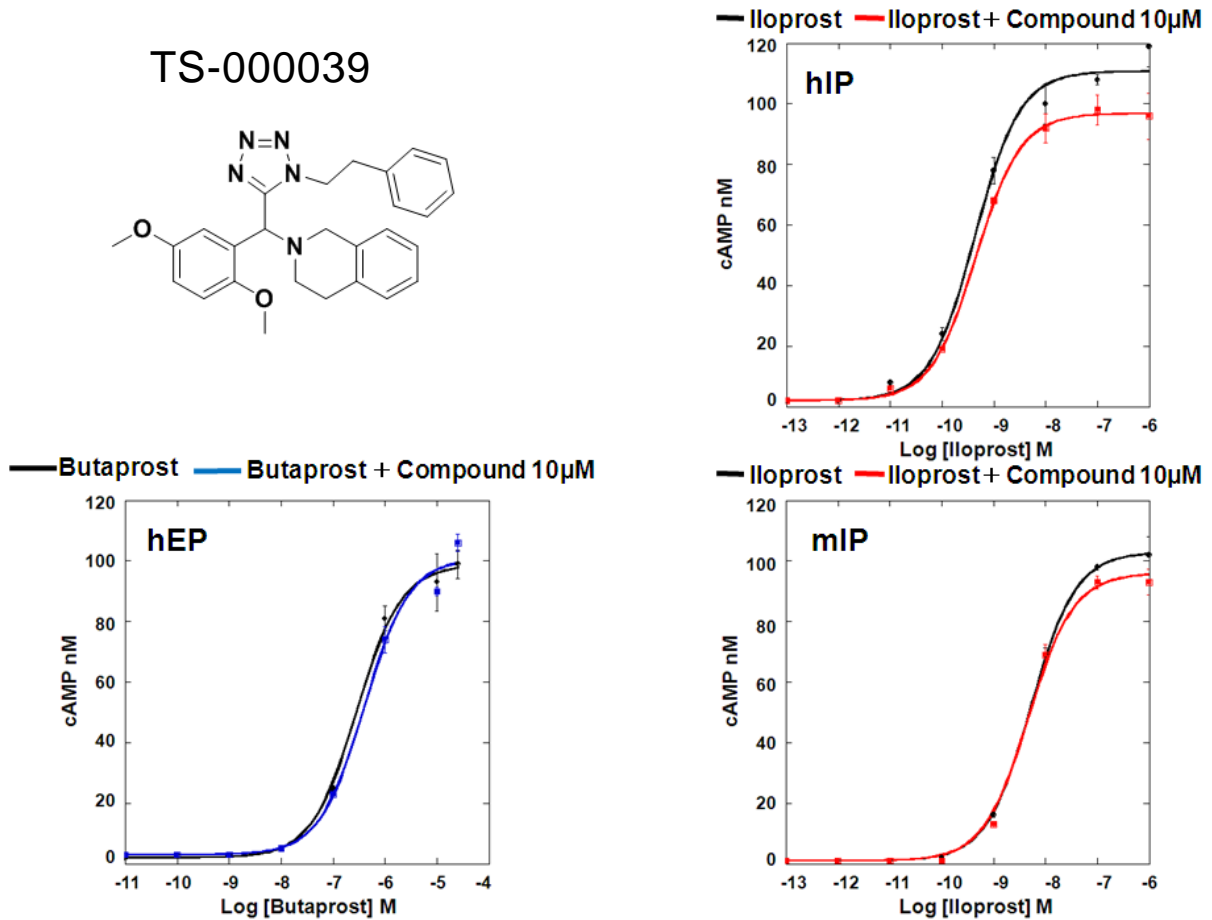 TS-000039
N=N
N
N
N
O
O
Iloprost Iloprost + Compound 10µM
hIP
120
100
80
60
40
20
0
cAMP nM
-13 -12 -11 -10 -9 -8 -7 -6
Log [Iloprost] M
Butaprost Butaprost + Compound 10µM
hEP
120
100
80
60
40
20
0
cAMP nM
-11 -10 -9 -8 -7 -6 -5 -4
Log [Butaprost] M
Iloprost Iloprost + Compound 10µM
mIP
120
100
80
60
40
20
0
cAMP nM
-13 -12 -11 -10 -9 -8 -7 -6
Log [Iloprost] M